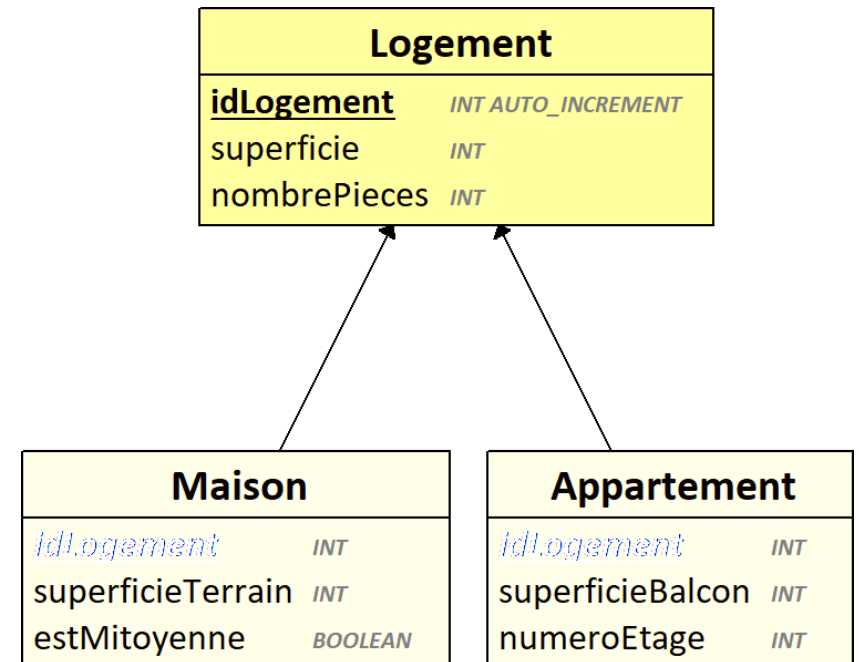 Logement
idLogement INT AUTO_INCREMENT
superficie INT
nombrePieces INT
Maison
idLogement INT
superficieTerrain INT
estMitoyenne BOOLEAN
Appartement
idLogement INT
superficieBalcon INT
numeroEtage INT